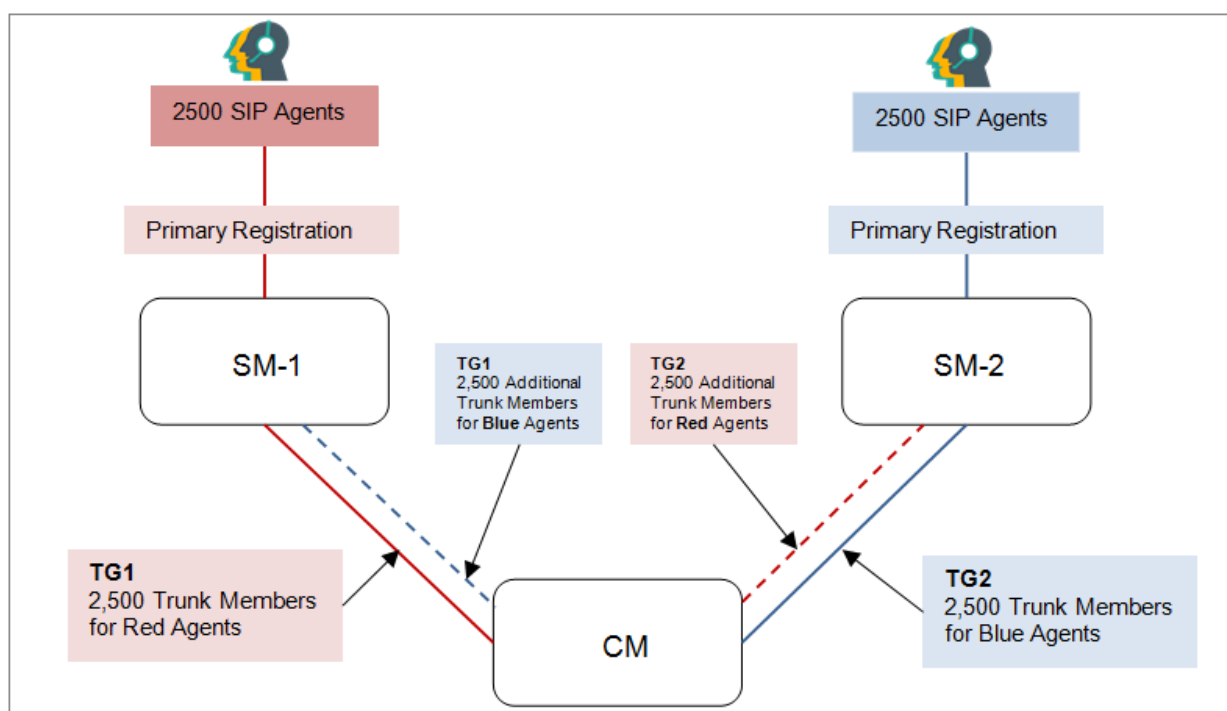 2500 SIP Agents
2500 SIP Agents
Primary Registration
Primary Registration
SM-1
TG1
2,500 Additional
Trunk Members
for Blue Agents
TG2
2,500 Additional
Trunk Members
for Red Agents
SM-2
TG1
2,500 Trunk Members
for Red Agents
CM
TG2
2,500 Trunk Members
for Blue Agents